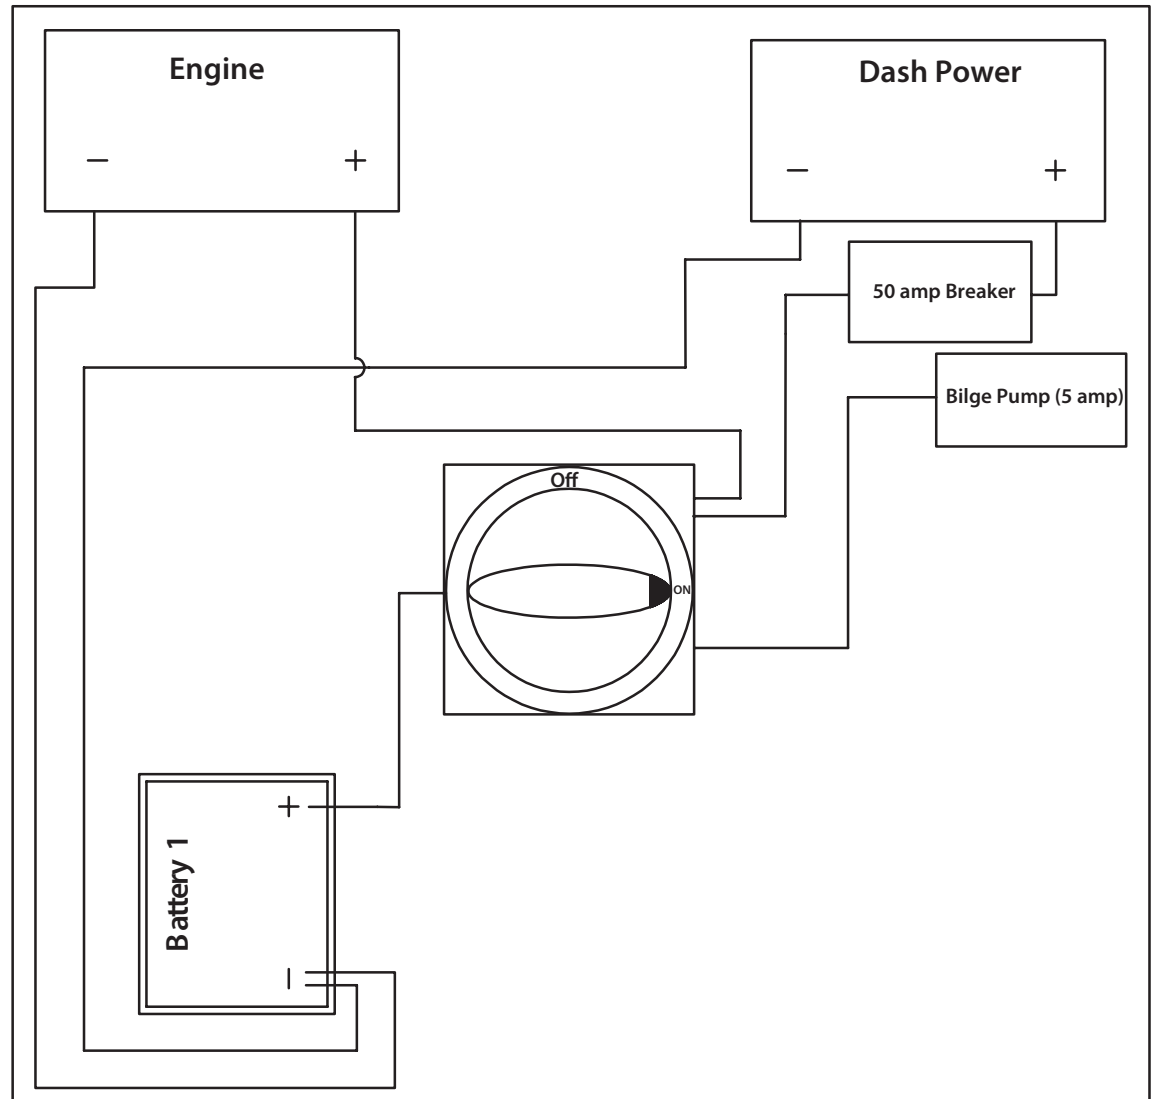 Engine
Dash Power
− +
− +
50 amp Breaker
Bilge Pump (5 amp)
Off
ON
+
Battery 1
−